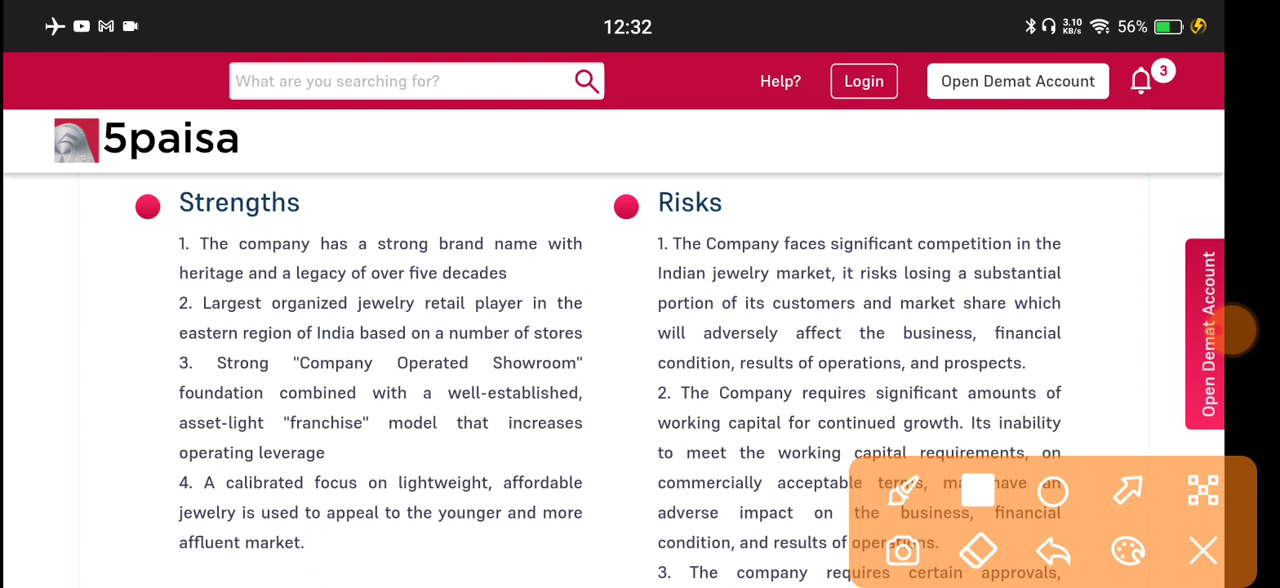 12:32
3.10 KB/s
56%
What are you searching for?
Help?
Login
Open Demat Account
3
5paisa
Strengths
1. The company has a strong brand name with
heritage and a legacy of over five decades
2. Largest organized jewelry retail player in the
eastern region of India based on a number of stores
3. Strong "Company Operated Showroom"
foundation combined with a well-established,
asset-light "franchise" model that increases
operating leverage
4. A calibrated focus on lightweight, affordable
jewelry is used to appeal to the younger and more
affluent market.
Risks
1. The Company faces significant competition in the
Indian jewelry market, it risks losing a substantial
portion of its customers and market share which
will adversely affect the business, financial
condition, results of operations, and prospects.
2. The Company requires significant amounts of
working capital for continued growth. Its inability
to meet the working capital requirements, on
commercially acceptable terms, may have an
adverse impact on the business, financial
condition, and results of operations.
3. The company requires certain approvals,
Open Demat Account